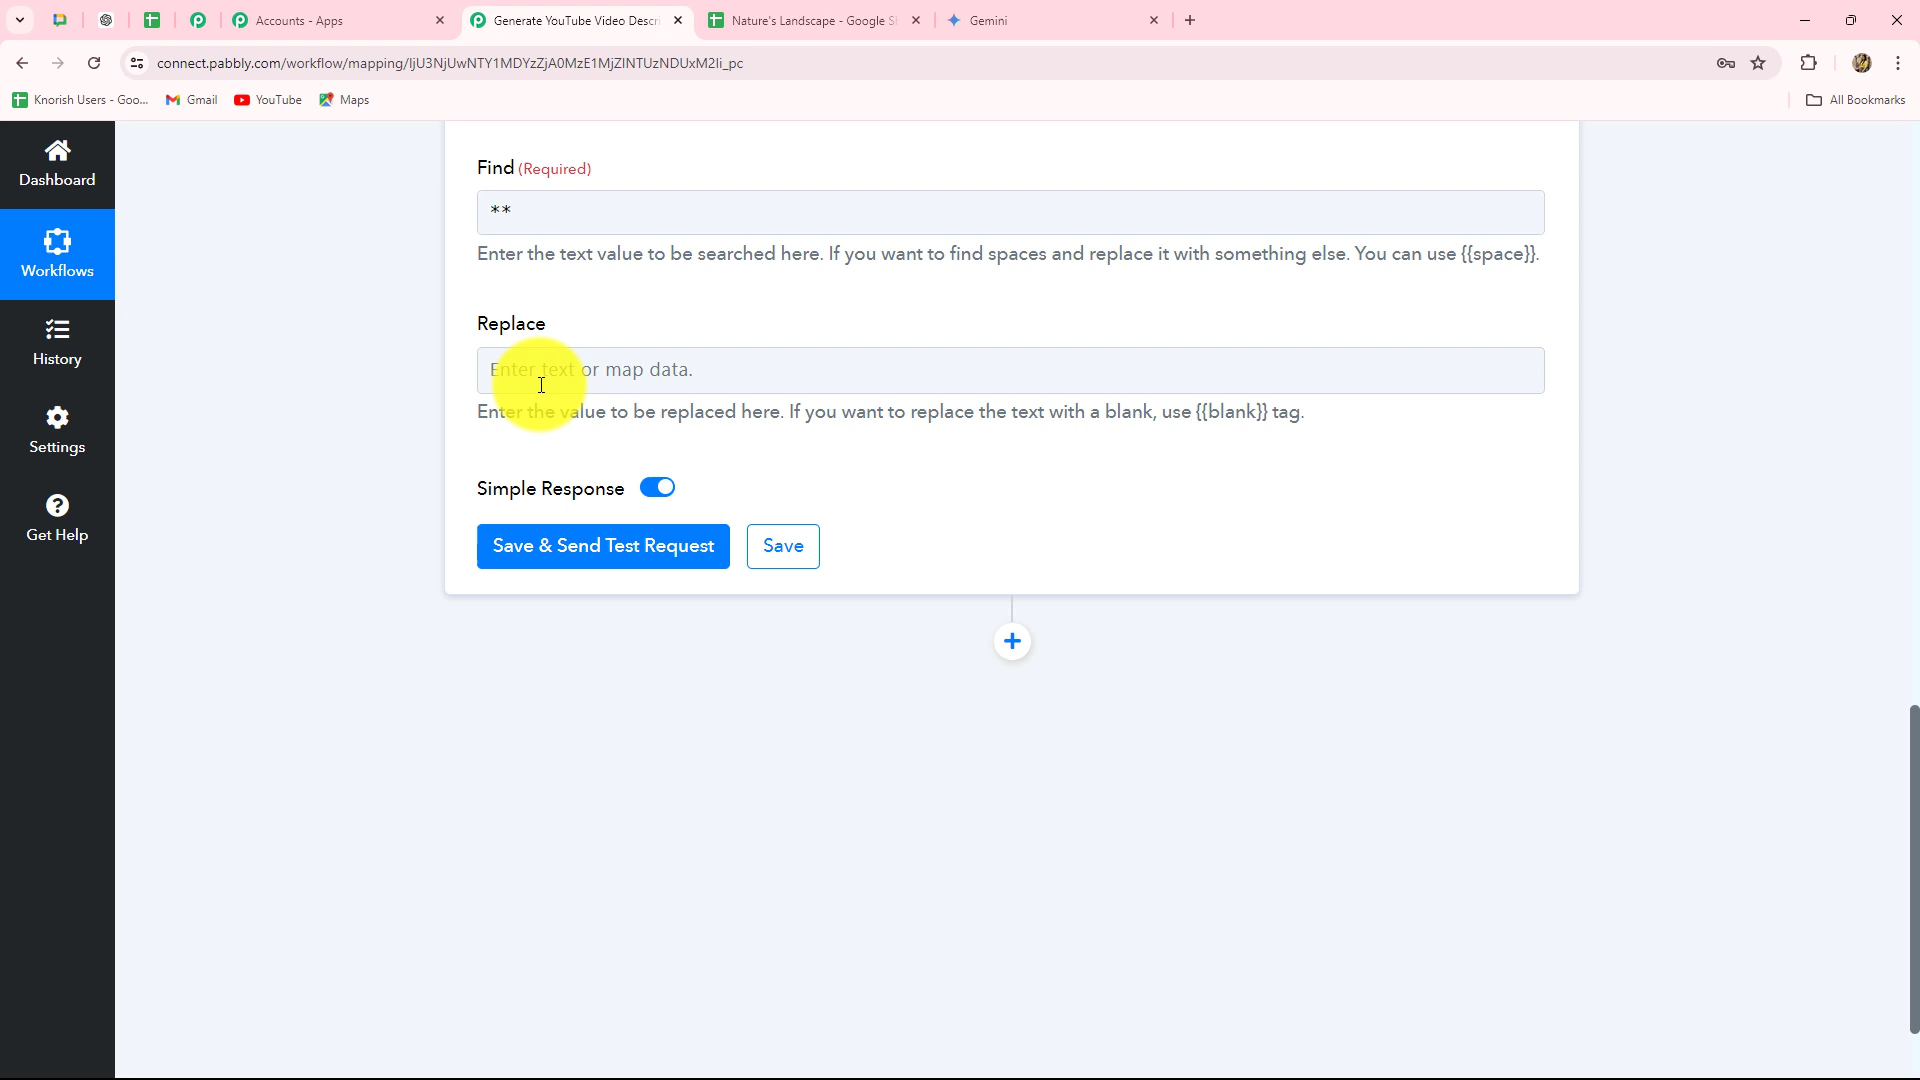 Accounts - Apps
Generate YouTube Video Descri
Nature's Landscape - Google S
Gemini
connect.pabbly.com/workflow/mapping/IjU3NjUwNTY1MDYzZjA0MzE1MjZlNTUzNDUxM2Ii_pc
Knorish Users - Goo...
Gmail
YouTube
Maps
All Bookmarks
Dashboard
Workflows
History
Settings
Get Help
Find (Required)
**
Enter the text value to be searched here. If you want to find spaces and replace it with something else. You can use {{space}}.
Replace
Enter text or map data.
Enter the value to be replaced here. If you want to replace the text with a blank, use {{blank}} tag.
Simple Response
Save & Send Test Request
Save